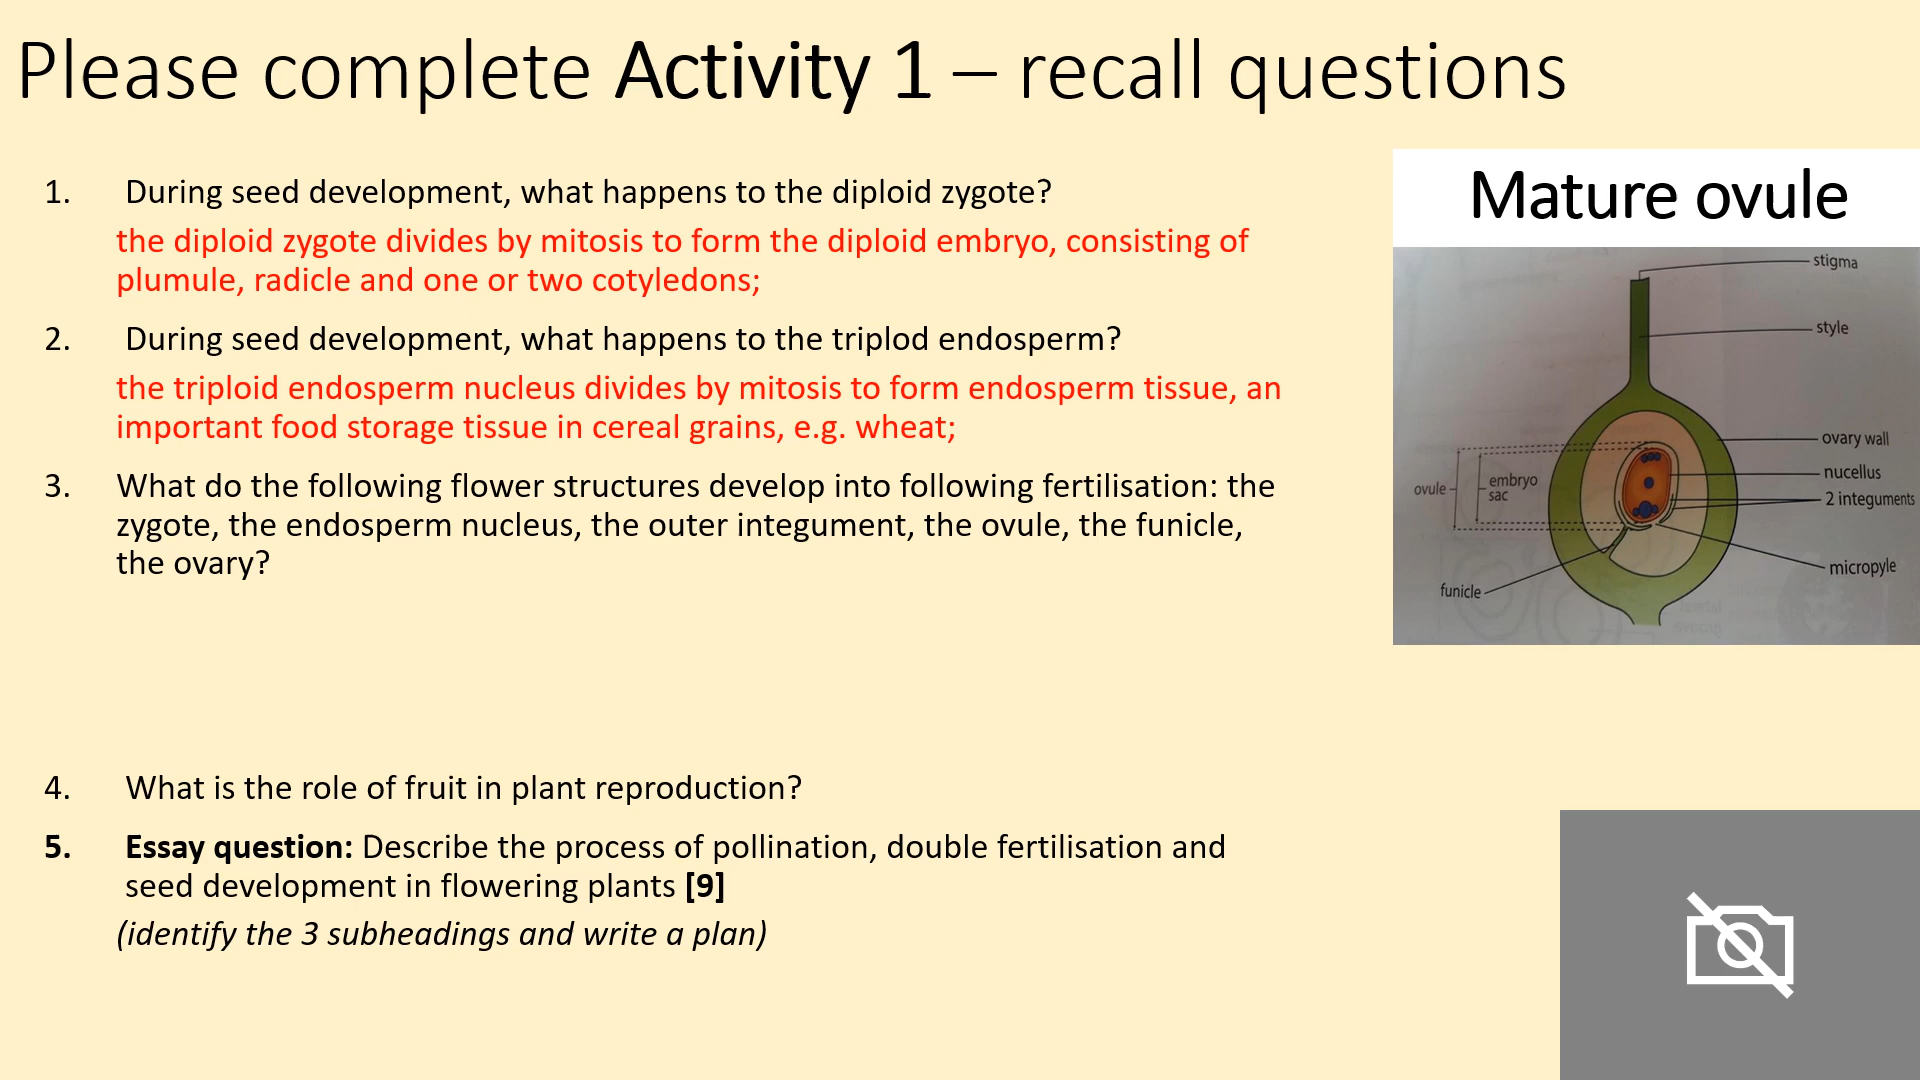 Please complete Activity 1 – recall questions
1. During seed development, what happens to the diploid zygote?
the diploid zygote divides by mitosis to form the diploid embryo, consisting of
plumule, radicle and one or two cotyledons;
2. During seed development, what happens to the triplod endosperm?
the triploid endosperm nucleus divides by mitosis to form endosperm tissue, an
important food storage tissue in cereal grains, e.g. wheat;
3. What do the following flower structures develop into following fertilisation: the
zygote, the endosperm nucleus, the outer integument, the ovule, the funicle,
the ovary?
4. What is the role of fruit in plant reproduction?
5. Essay question: Describe the process of pollination, double fertilisation and
seed development in flowering plants [9]
(identify the 3 subheadings and write a plan)
Mature ovule
stigma
style
ovary wall
nucellus
2 integuments
micropyle
ovule
embryo
sac
funicle